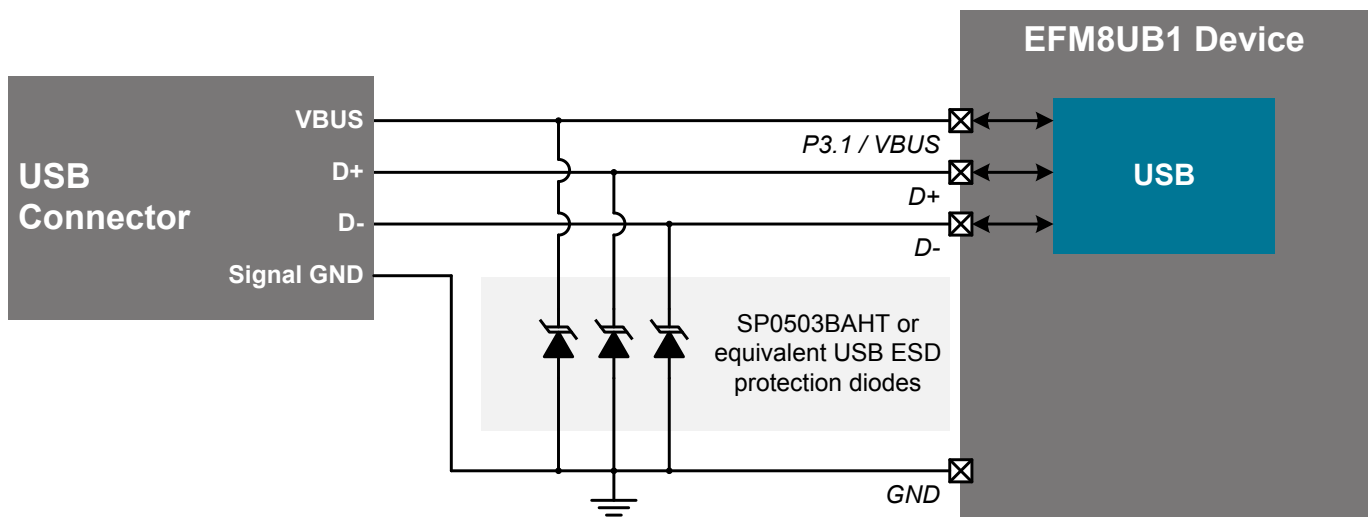 EFM8UB1 Device
VBUS
P3.1 / VBUS
USB
Connector
D+
D+
USB
D-
D-
Signal GND
SP0503BAHT or
equivalent USB ESD
protection diodes
GND